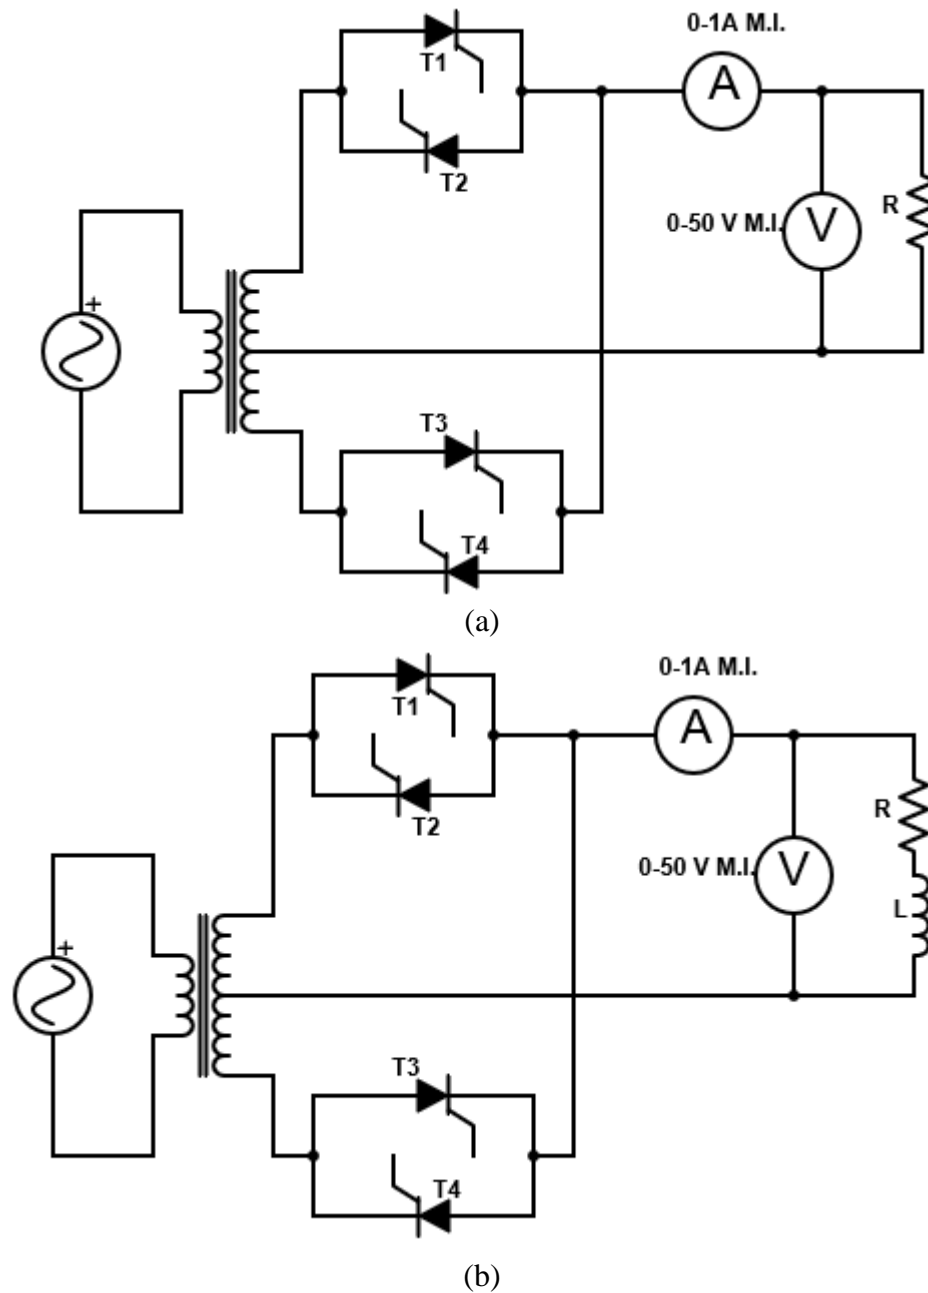 0-1A M.I.
T1
A
T2
R
0-50 V M.I.
V
+
T3
T4
(a)
0-1A M.I.
T1
A
T2
R
0-50 V M.I.
V
L
+
T3
T4
(b)